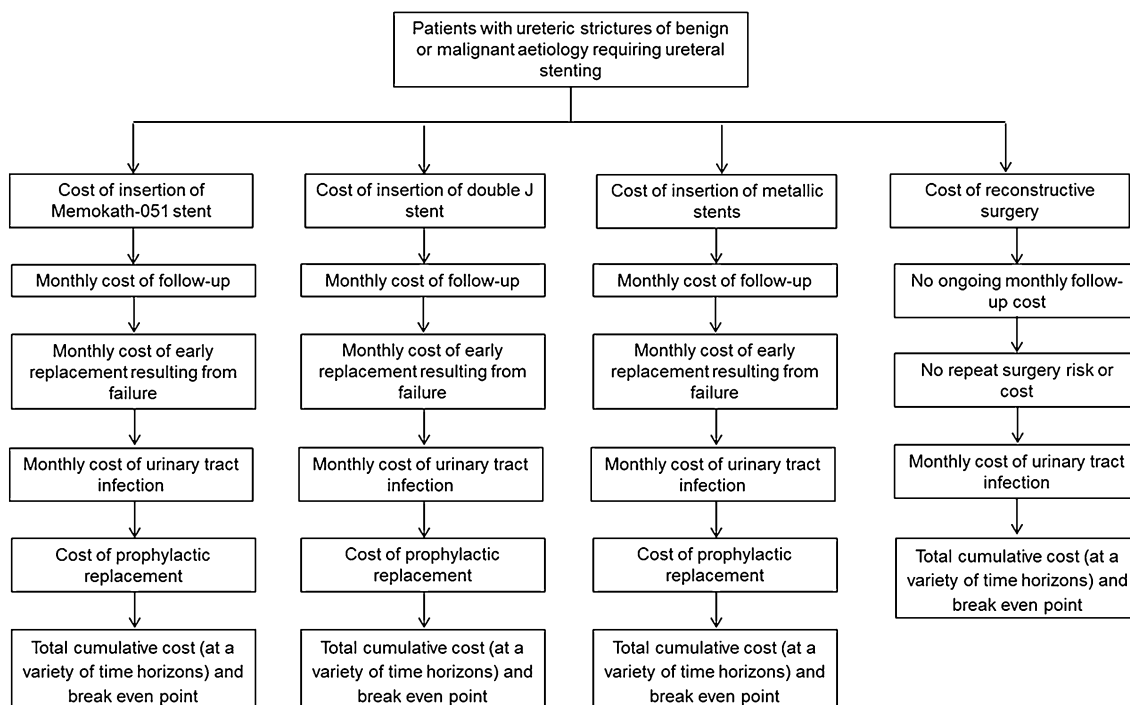 Patients with ureteric strictures of benign
or malignant aetiology requiring ureteral
stenting
Cost of insertion of
Memokath-051 stent
Monthly cost of follow-up
Monthly cost of early
replacement resulting from
failure
Monthly cost of urinary tract
infection
Cost of prophylactic
replacement
Total cumulative cost (at a
variety of time horizons) and
break even point
Cost of insertion of double J
stent
Monthly cost of follow-up
Monthly cost of early
replacement resulting from
failure
Monthly cost of urinary tract
infection
Cost of prophylactic
replacement
Total cumulative cost (at a
variety of time horizons) and
break even point
Cost of insertion of metallic
stents
Monthly cost of follow-up
Monthly cost of early
replacement resulting from
failure
Monthly cost of urinary tract
infection
Cost of prophylactic
replacement
Total cumulative cost (at a
variety of time horizons) and
break even point
Cost of reconstructive
surgery
No ongoing monthly follow-
up cost
No repeat surgery risk or
cost
Monthly cost of urinary tract
infection
Total cumulative cost (at a
variety of time horizons) and
break even point